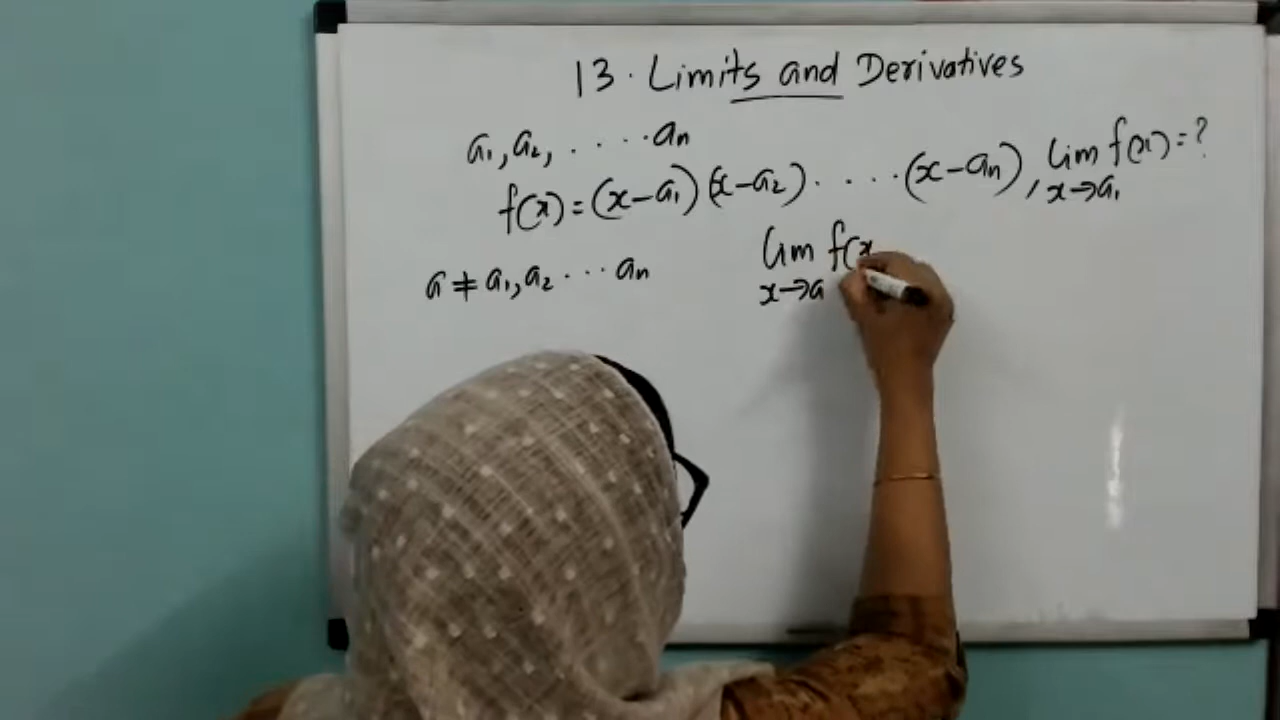 13. Limits and Derivatives
a₁, a₂, . . . . . aₙ
f(x) = (x-a₁)(x-a₂). . . . . (x-aₙ), lim f(x) = ?
x→a₁
a ≠ a₁, a₂ . . . aₙ
lim f(x
x→a